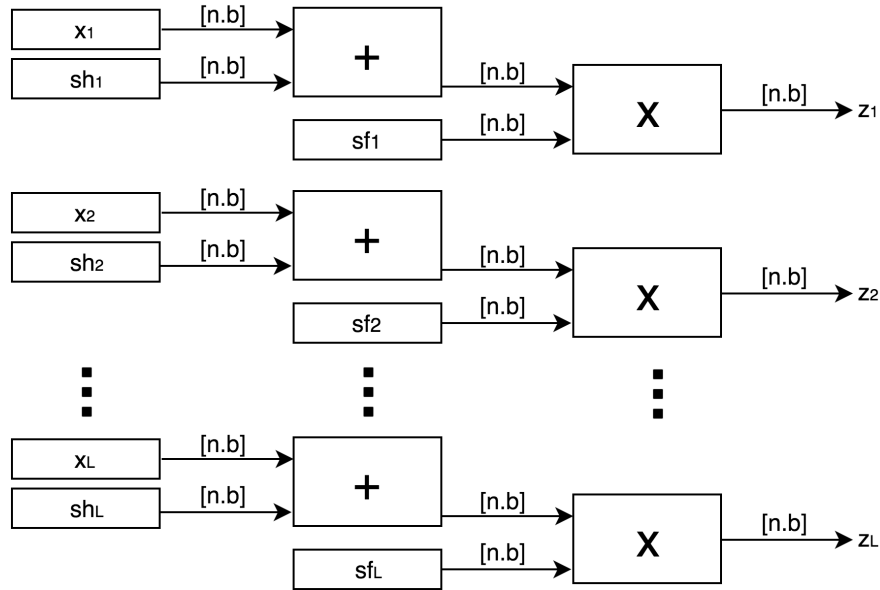 x1 [n.b]
sh1 [n.b] +
[n.b]
sf1 [n.b] X [n.b] z1
x2 [n.b]
sh2 [n.b] +
[n.b]
sf2 [n.b] X [n.b] z2
xL [n.b]
shL [n.b] +
[n.b]
sfL [n.b] X [n.b] zL